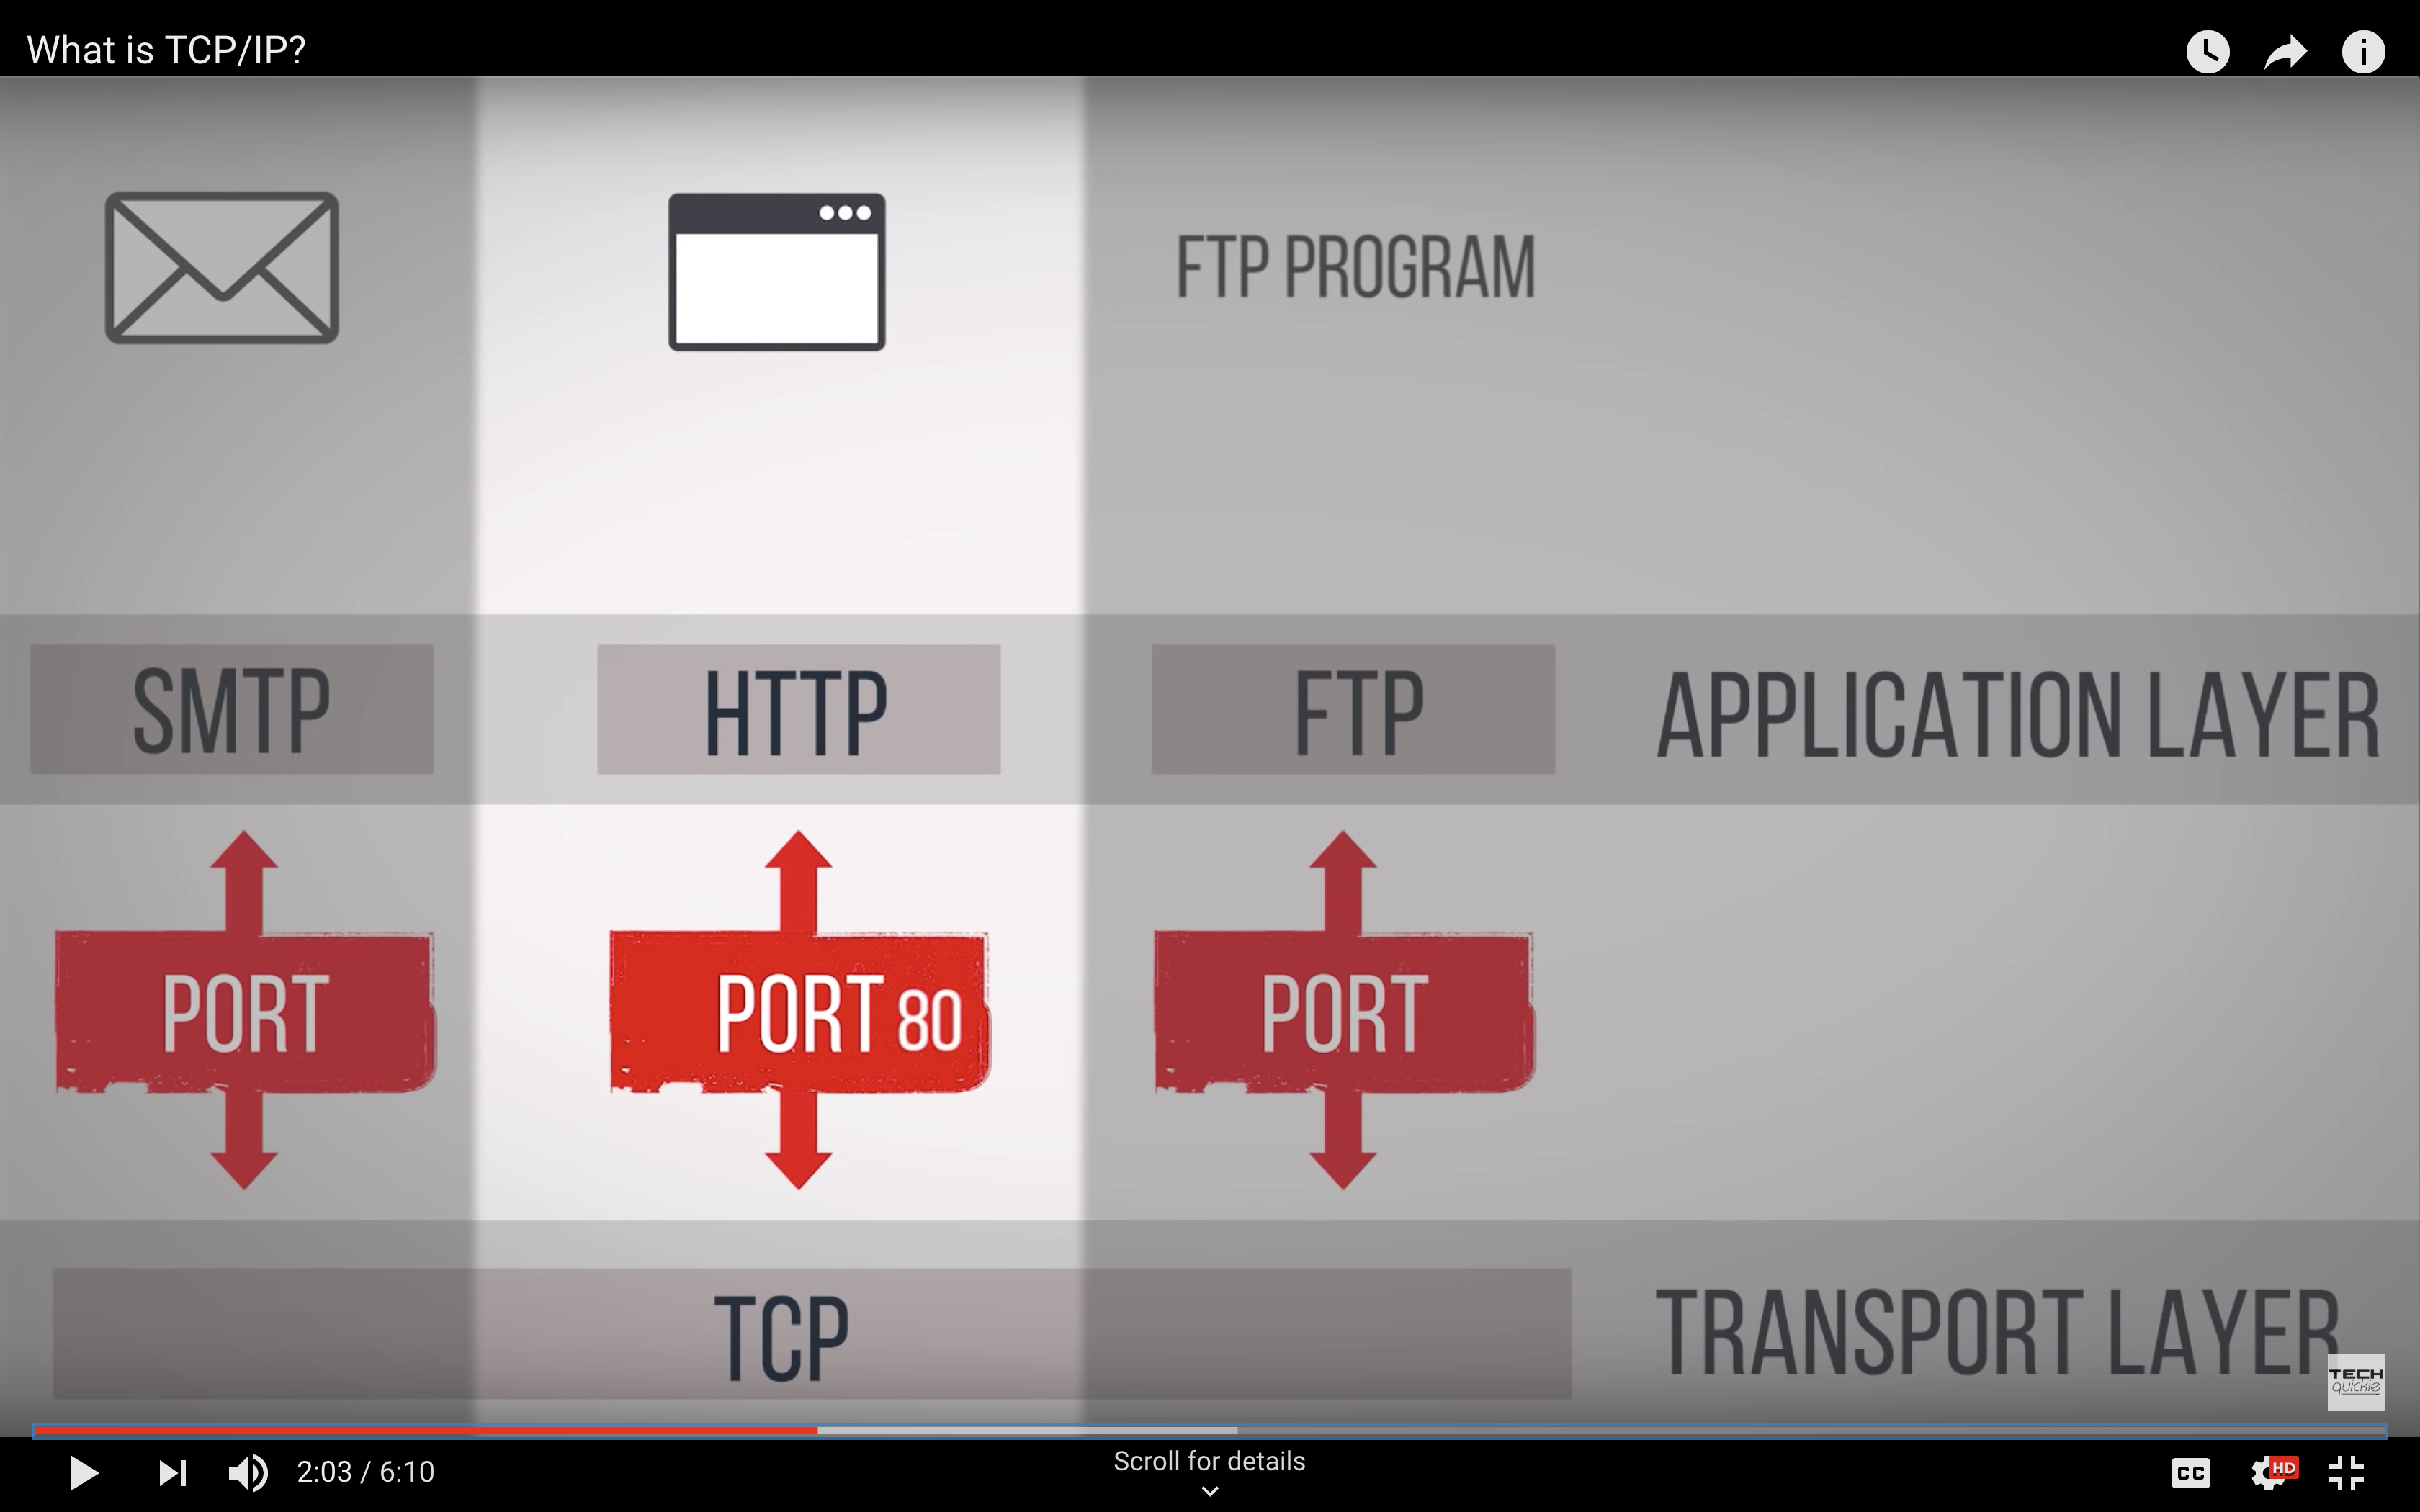 What is TCP/IP?
FTP PROGRAM
SMTP HTTP FTP APPLICATION LAYER
PORT PORT 80 PORT
TCP TRANSPORT LAYER
TECH
quickie
2:03 / 6:10 Scroll for details CC HD